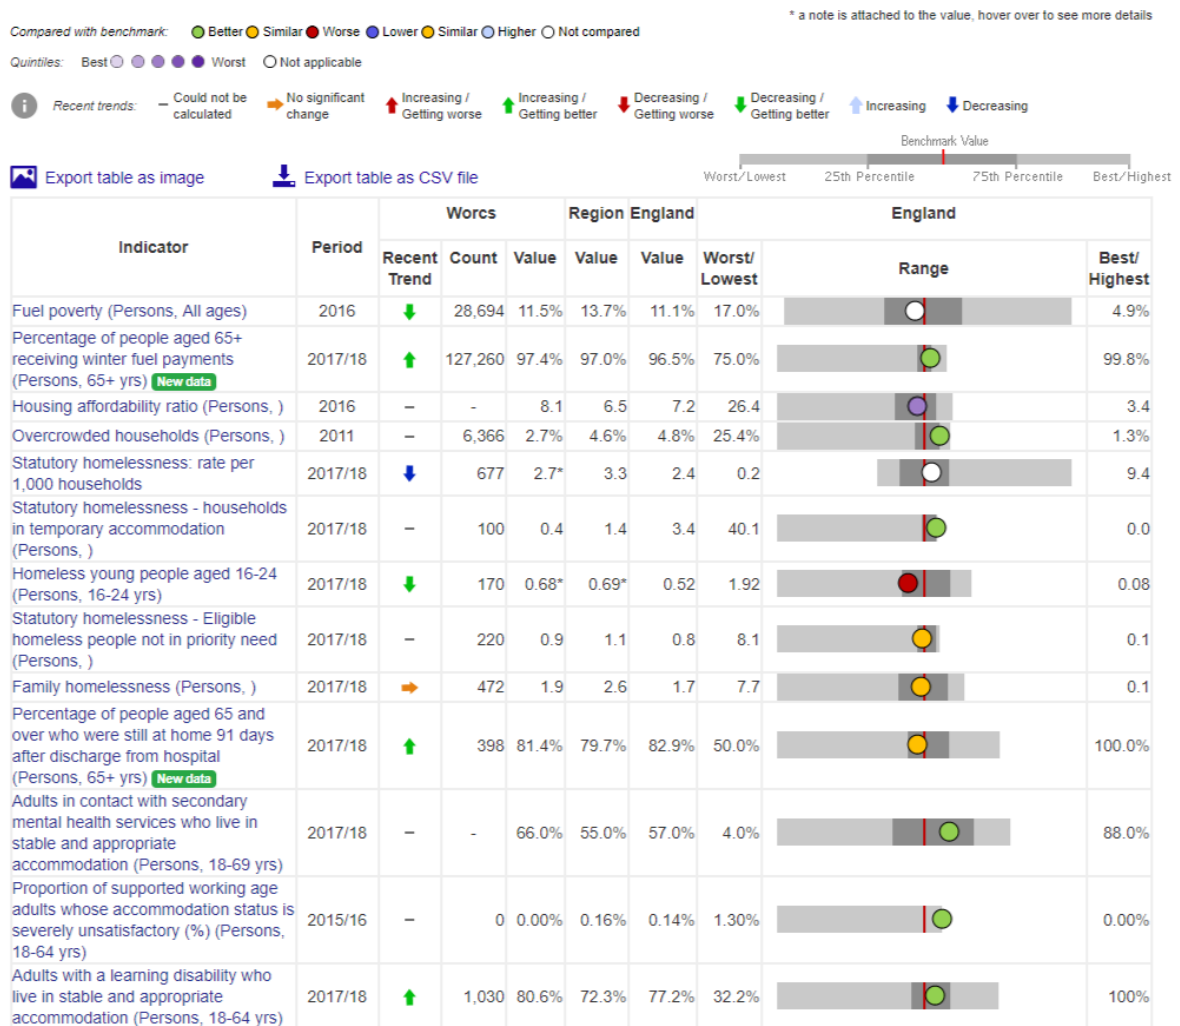 * a note is attached to the value, hover over to see more details
Compared with benchmark: Better Similar Worse Lower Similar Higher Not compared
Quintiles: Best Worst Not applicable
i Recent trends: – Could not be calculated No significant change Increasing / Getting worse Increasing / Getting better Decreasing / Getting worse Decreasing / Getting better Increasing Decreasing
Benchmark Value
Export table as image Export table as CSV file
Worst/Lowest 25th Percentile 75th Percentile Best/Highest
Worcs Region England England
Indicator Period
Recent Trend Count Value Value Value Worst/ Lowest Range Best/ Highest
Fuel poverty (Persons, All ages) 2016 28,694 11.5% 13.7% 11.1% 17.0% 4.9%
Percentage of people aged 65+
receiving winter fuel payments 2017/18 127,260 97.4% 97.0% 96.5% 75.0% 99.8%
(Persons, 65+ yrs) New data
Housing affordability ratio (Persons, ) 2016 – - 8.1 6.5 7.2 26.4 3.4
Overcrowded households (Persons, ) 2011 – 6,366 2.7% 4.6% 4.8% 25.4% 1.3%
Statutory homelessness: rate per
1,000 households 2017/18 677 2.7* 3.3 2.4 0.2 9.4
Statutory homelessness - households
in temporary accommodation 2017/18 – 100 0.4 1.4 3.4 40.1 0.0
(Persons, )
Homeless young people aged 16-24
(Persons, 16-24 yrs) 2017/18 170 0.68* 0.69* 0.52 1.92 0.08
Statutory homelessness - Eligible
homeless people not in priority need 2017/18 – 220 0.9 1.1 0.8 8.1 0.1
(Persons, )
Family homelessness (Persons, ) 2017/18 472 1.9 2.6 1.7 7.7 0.1
Percentage of people aged 65 and
over who were still at home 91 days 2017/18 398 81.4% 79.7% 82.9% 50.0% 100.0%
after discharge from hospital
(Persons, 65+ yrs) New data
Adults in contact with secondary
mental health services who live in 2017/18 – - 66.0% 55.0% 57.0% 4.0% 88.0%
stable and appropriate
accommodation (Persons, 18-69 yrs)
Proportion of supported working age
adults whose accommodation status is 2015/16 – 0 0.00% 0.16% 0.14% 1.30% 0.00%
severely unsatisfactory (%) (Persons,
18-64 yrs)
Adults with a learning disability who
live in stable and appropriate 2017/18 1,030 80.6% 72.3% 77.2% 32.2% 100%
accommodation (Persons, 18-64 yrs)